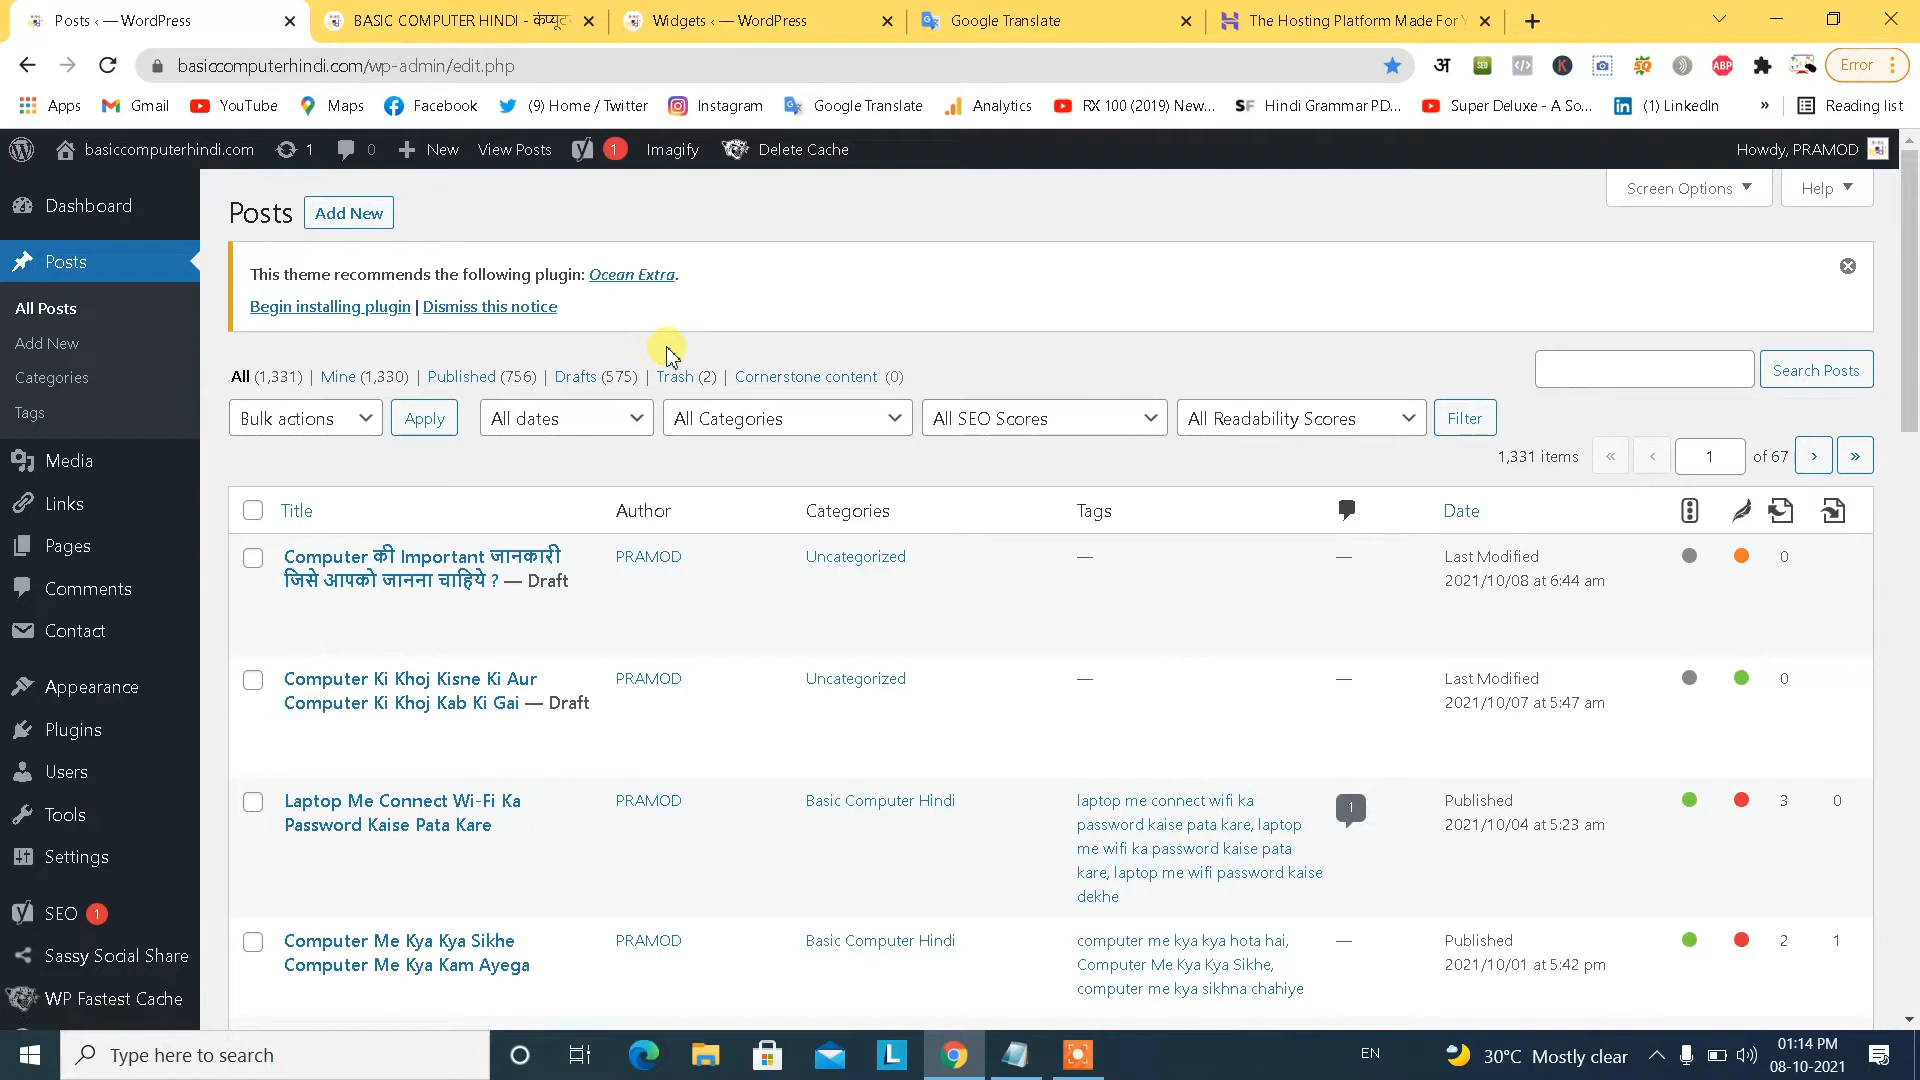 Posts ‹ — WordPress
BASIC COMPUTER HINDI - कंप्यूट
Widgets ‹ — WordPress
Google Translate
The Hosting Platform Made For Y
basiccomputerhindi.com/wp-admin/edit.php
Error
Apps
Gmail
YouTube
Maps
Facebook
(9) Home / Twitter
Instagram
Google Translate
Analytics
RX 100 (2019) New...
Hindi Grammar PD...
Super Deluxe - A So...
(1) LinkedIn
»
Reading list
basiccomputerhindi.com
1
0
New
View Posts
1
Imagify
Delete Cache
Howdy, PRAMOD
Dashboard
Posts
All Posts
Add New
Categories
Tags
Media
Links
Pages
Comments
Contact
Appearance
Plugins
Users
Tools
Settings
SEO 1
Sassy Social Share
WP Fastest Cache
Screen Options
Help
Posts
Add New
This theme recommends the following plugin: Ocean Extra.
Begin installing plugin | Dismiss this notice
All (1,331) | Mine (1,330) | Published (756) | Drafts (575) | Trash (2) | Cornerstone content (0)
Search Posts
Bulk actions
Apply
All dates
All Categories
All SEO Scores
All Readability Scores
Filter
1,331 items « ‹ 1 of 67 › »
Title
Author
Categories
Tags
Date
Computer की Important जानकारी
जिसे आपको जानना चाहिये ? — Draft
PRAMOD
Uncategorized
—
—
Last Modified
2021/10/08 at 6:44 am
0
Computer Ki Khoj Kisne Ki Aur
Computer Ki Khoj Kab Ki Gai — Draft
PRAMOD
Uncategorized
—
—
Last Modified
2021/10/07 at 5:47 am
0
Laptop Me Connect Wi-Fi Ka
Password Kaise Pata Kare
PRAMOD
Basic Computer Hindi
laptop me connect wifi ka
password kaise pata kare, laptop
me wifi ka password kaise pata
kare, laptop me wifi password kaise
dekhe
1
Published
2021/10/04 at 5:23 am
3
0
Computer Me Kya Kya Sikhe
Computer Me Kya Kam Ayega
PRAMOD
Basic Computer Hindi
computer me kya kya hota hai,
Computer Me Kya Kya Sikhe,
computer me kya sikhna chahiye
—
Published
2021/10/01 at 5:42 pm
2
1
Type here to search
EN
30°C Mostly clear
01:14 PM
08-10-2021